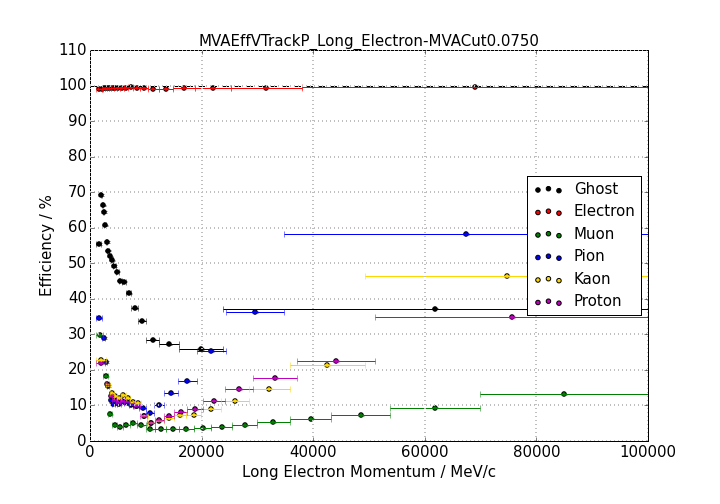 MVAEffVTrackP_Long_Electron-MVACut0.0750
110
100
90
80
70
60
50
40
30
20
10
0
Efficiency / %
Ghost
Electron
Muon
Pion
Kaon
Proton
0 20000 40000 60000 80000 100000
Long Electron Momentum / MeV/c